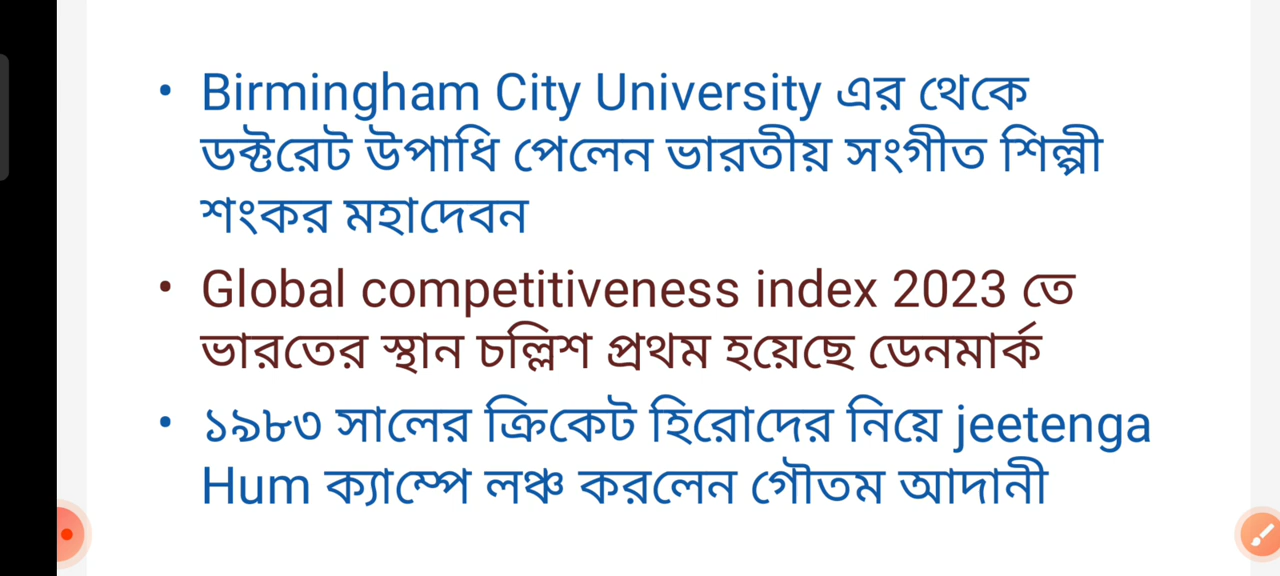 • Birmingham City University এর থেকে
ডক্টরেট উপাধি পেলেন ভারতীয় সংগীত শিল্পী
শংকর মহাদেবন
• Global competitiveness index 2023 তে
ভারতের স্থান চল্লিশ প্রথম হয়েছে ডেনমার্ক
• ১৯৮৩ সালের ক্রিকেট হিরোদের নিয়ে jeetenga
Hum ক্যাম্পে লঞ্চ করলেন গৌতম আদানী